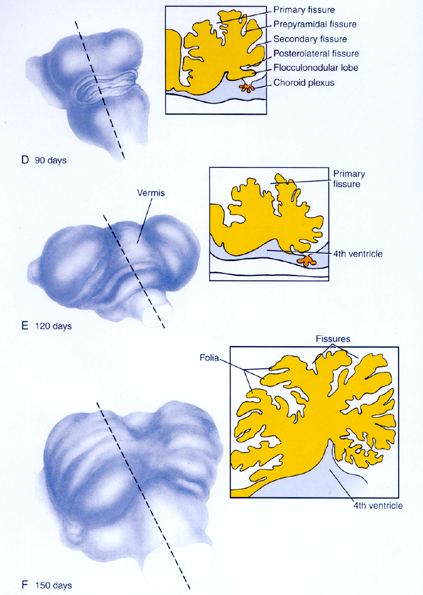 Primary fissure
Prepyramidal fissure
Secondary fissure
Posterolateral fissure
Flocculonodular lobe
Choroid plexus
D 90 days
Vermis
Primary
fissure
4th ventricle
E 120 days
Fissures
Folia
4th ventricle
F 150 days